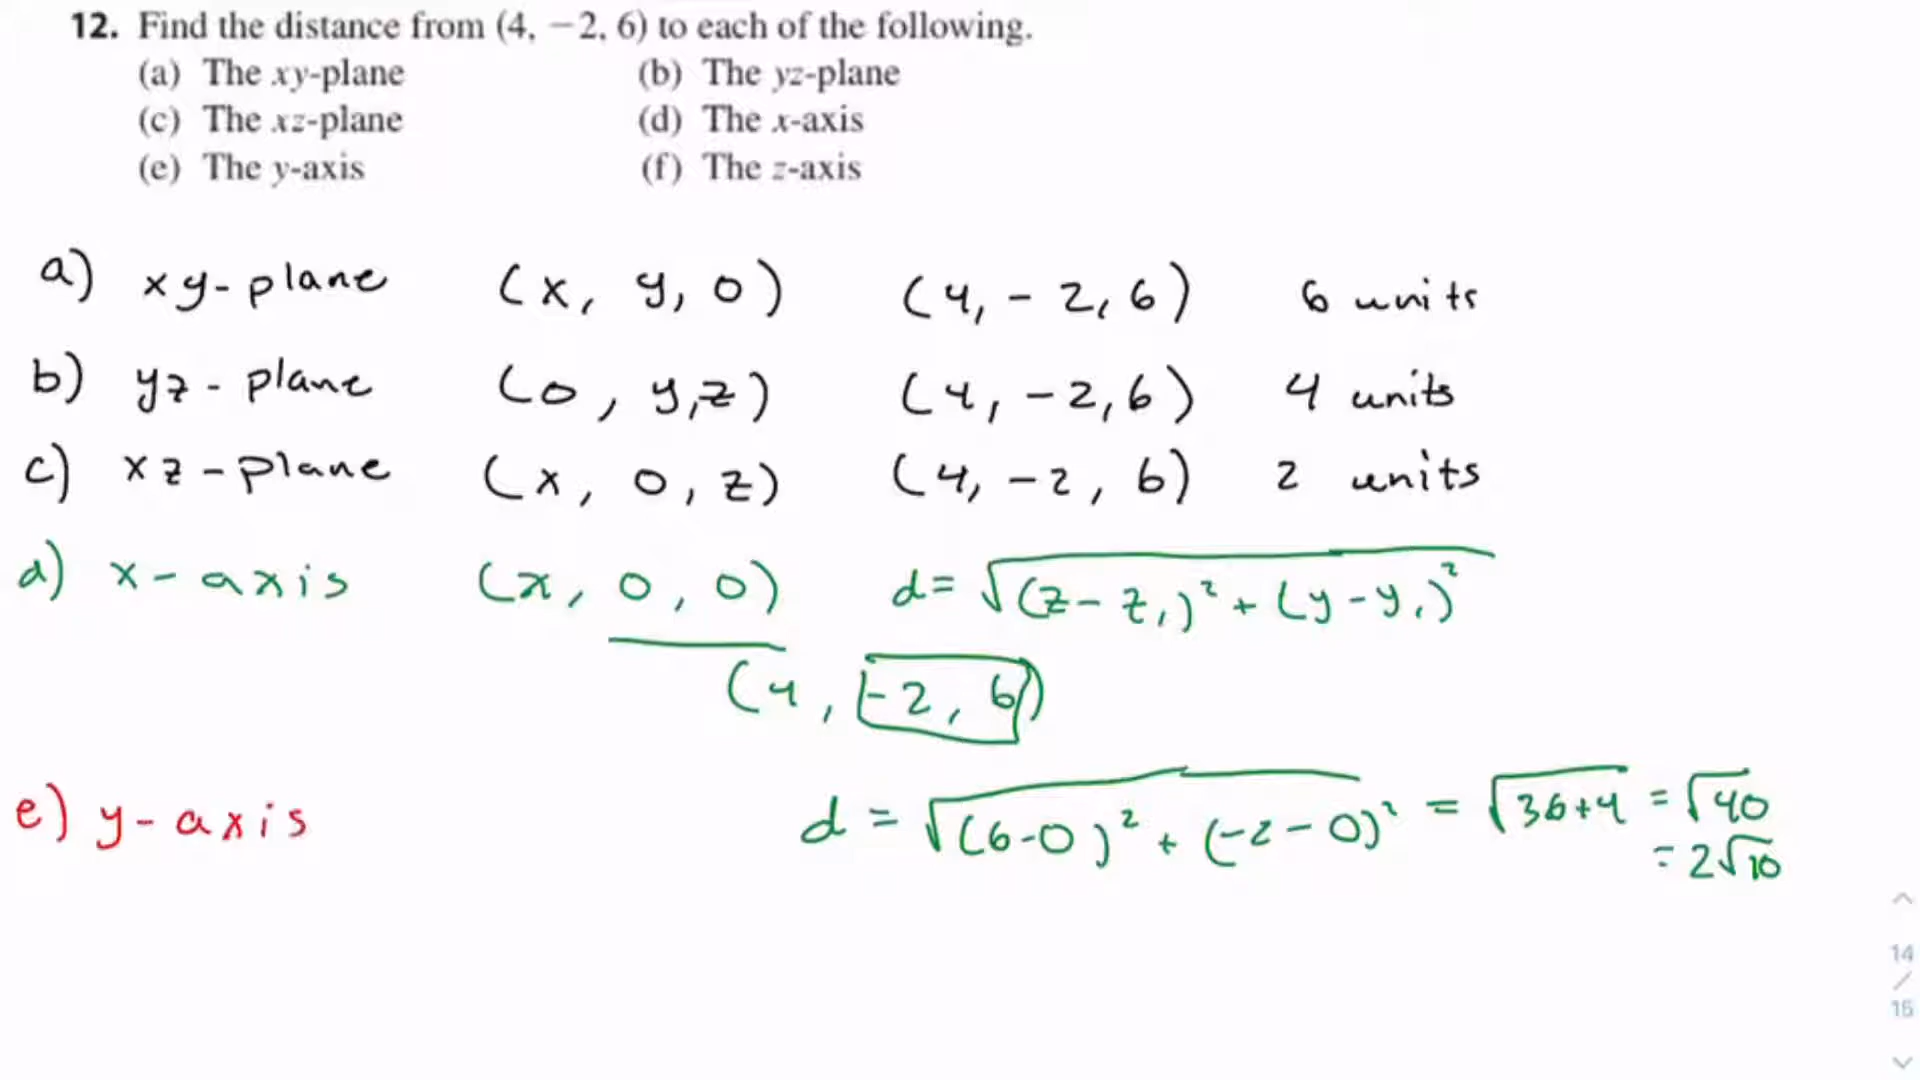 12. Find the distance from (4, −2, 6) to each of the following.
(a) The xy-plane (b) The yz-plane
(c) The xz-plane (d) The x-axis
(e) The y-axis (f) The z-axis
a) xy-plane (x, y, 0) (4, -2, 6) 6 units
b) yz-plane (0, y, z) (4, -2, 6) 4 units
c) xz-plane (x, 0, z) (4, -2, 6) 2 units
d) x-axis (x, 0, 0) d = √((z - z₁)² + (y - y₁)²)
(4, -2, 6)
e) y-axis d = √((6-0)² + (-2-0)²) = √(36+4) = √40
= 2√10
14
/
15